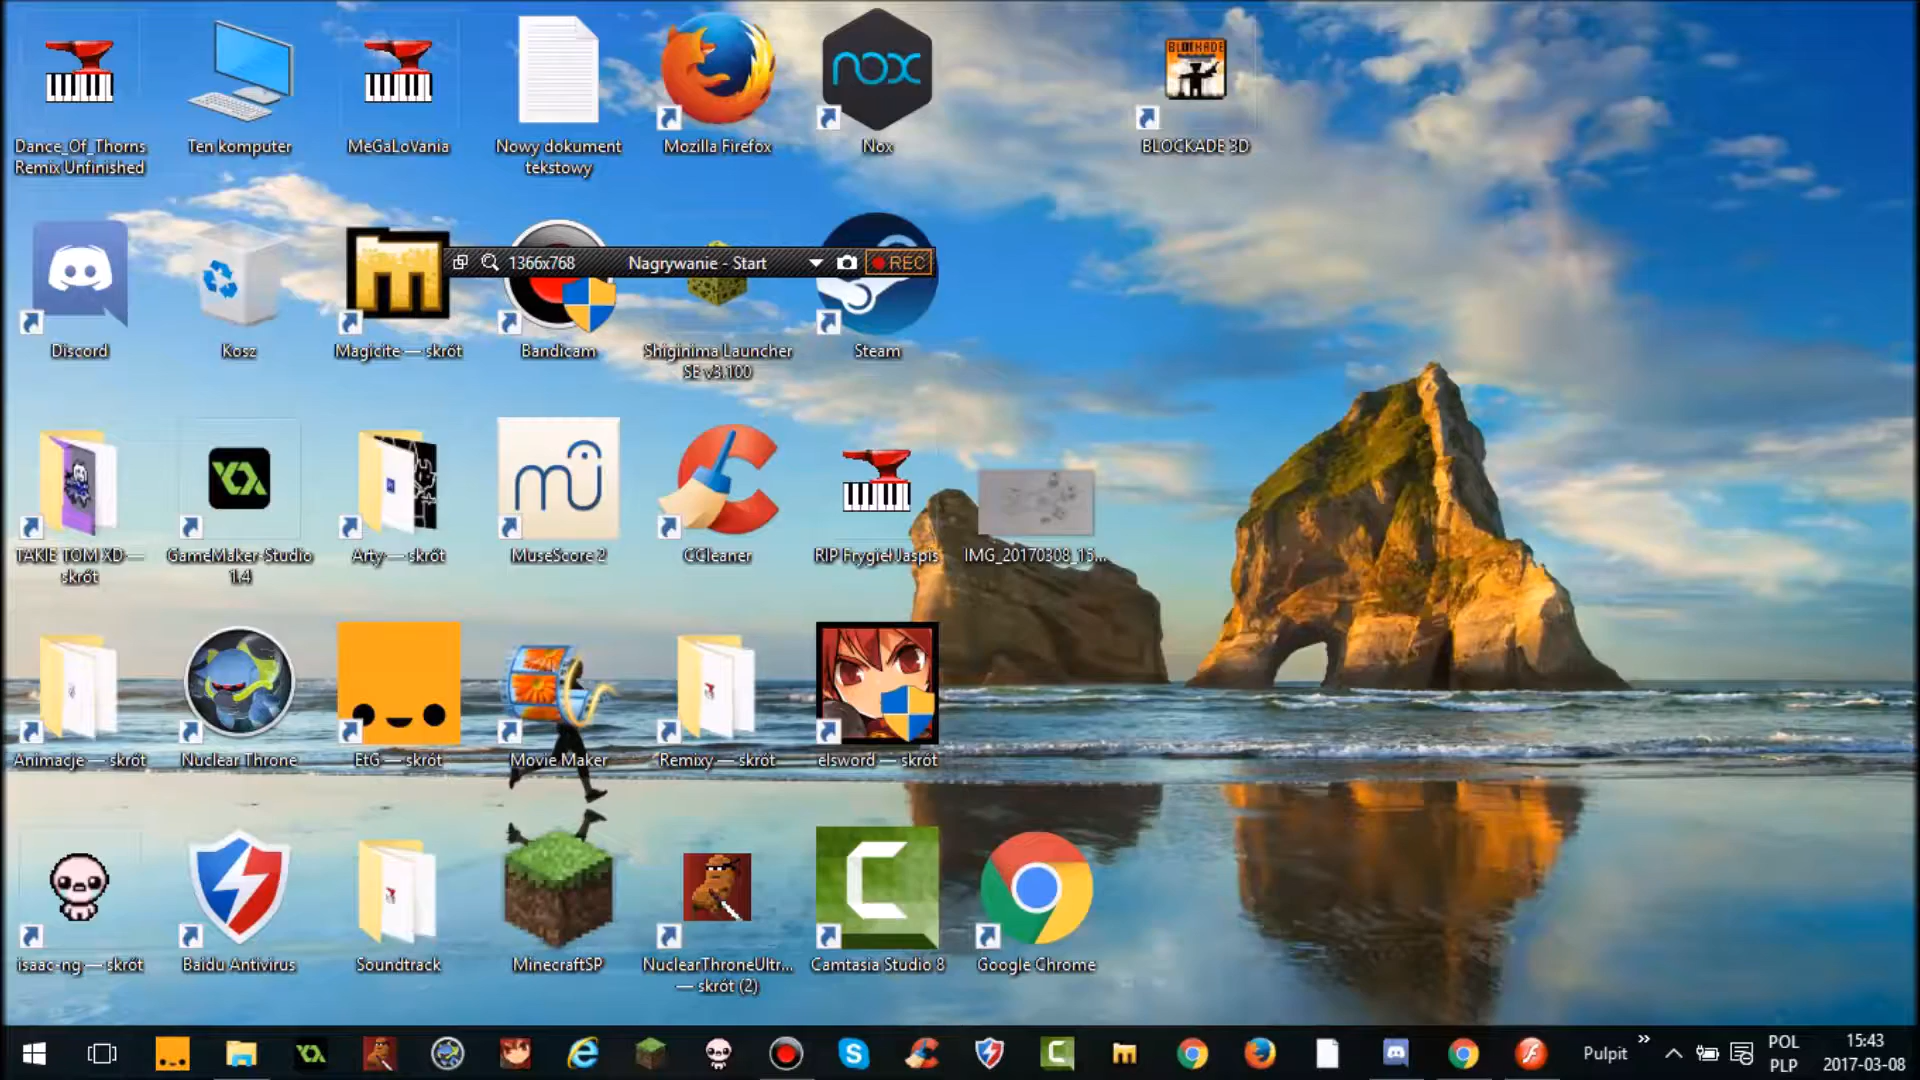 BLOCKADE
nox
Dance_Of_Thorns
Remix Unfinished
Ten komputer
MeGaLoVania
Nowy dokument
tekstowy
Mozilla Firefox
Nox
BLOCKADE 3D
1366x768
Nagrywanie - Start
REC
Discord
Kosz
Magicite — skrót
Bandicam
Shiginima Launcher
SE v3.100
Steam
TAKIE TOM XD —
skrót
GameMaker-Studio
1.4
Arty — skrót
MuseScore 2
CCleaner
RIP Frygiel Jaspis
IMG_20170308_15...
Animacje — skrót
Nuclear Throne
EtG — skrót
Movie Maker
Remixy — skrót
elsword — skrót
isaac-ng — skrót
Baidu Antivirus
Soundtrack
MinecraftSP
NuclearThroneUltr...
— skrót (2)
Camtasia Studio 8
Google Chrome
Pulpit
POL
PLP
15:43
2017-03-08